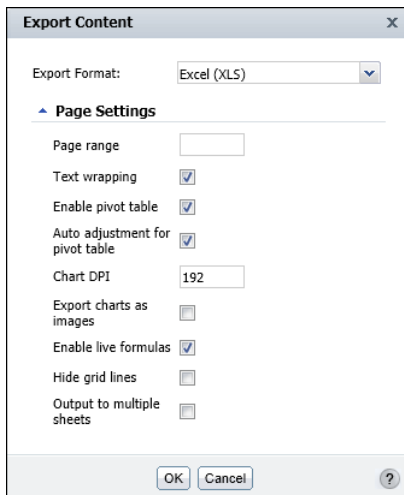 Export Content x
Export Format: Excel (XLS)
Page Settings
Page range
Text wrapping
Enable pivot table
Auto adjustment for
pivot table
Chart DPI 192
Export charts as
images
Enable live formulas
Hide grid lines
Output to multiple
sheets
OK Cancel ?